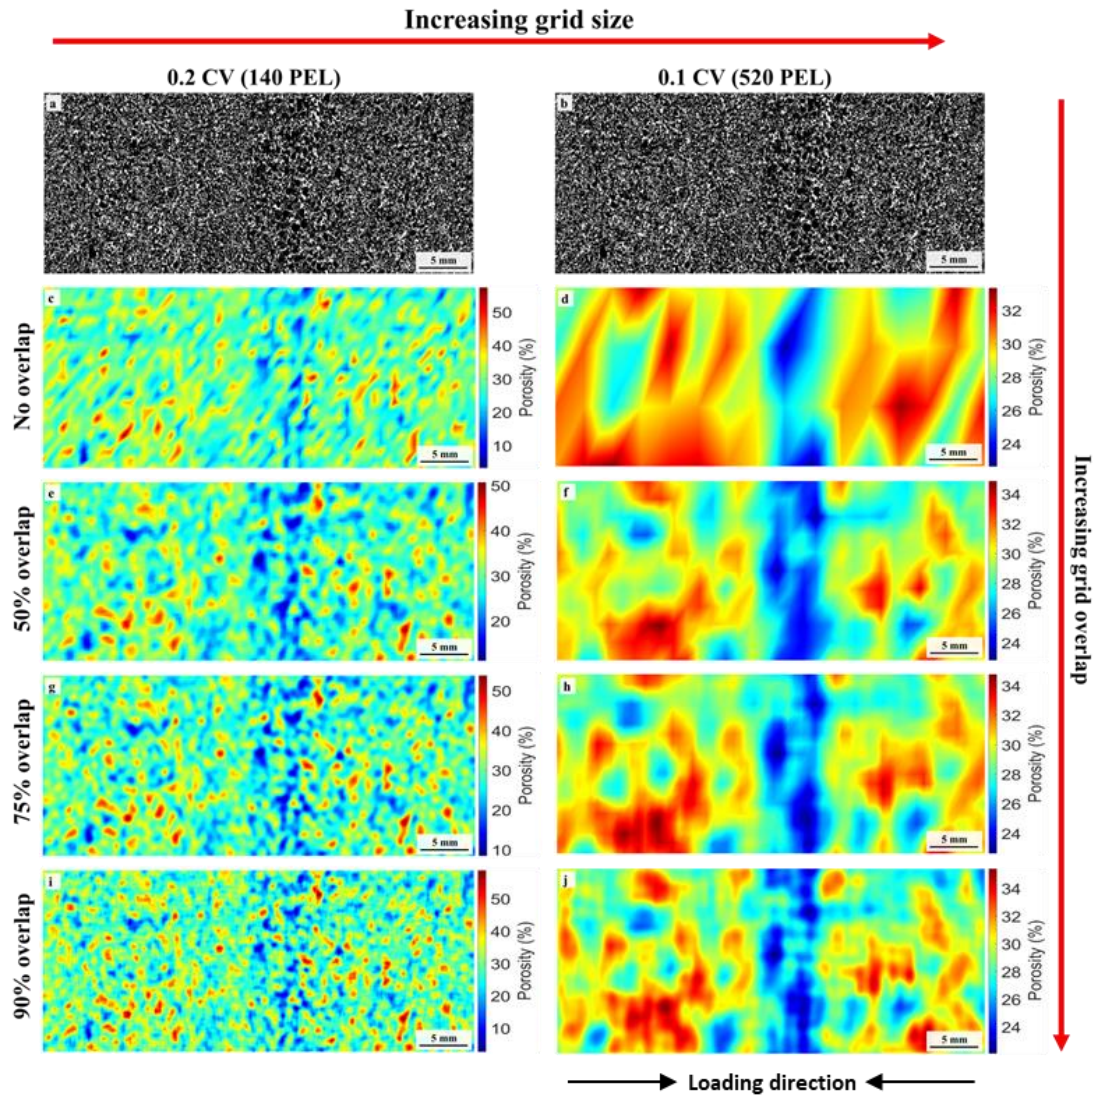 Increasing grid size
0.2 CV (140 PEL)
0.1 CV (520 PEL)
a
5 mm
b
5 mm
No overlap
c
5 mm
50
40
30
20
10
Porosity (%)
d
5 mm
32
30
28
26
24
Porosity (%)
50% overlap
e
5 mm
50
40
30
20
Porosity (%)
f
5 mm
34
32
30
28
26
24
Porosity (%)
75% overlap
g
5 mm
50
40
30
20
10
Porosity (%)
h
5 mm
34
32
30
28
26
24
Porosity (%)
90% overlap
i
5 mm
50
40
30
20
10
Porosity (%)
j
5 mm
34
32
30
28
26
24
Porosity (%)
Increasing grid overlap
Loading direction